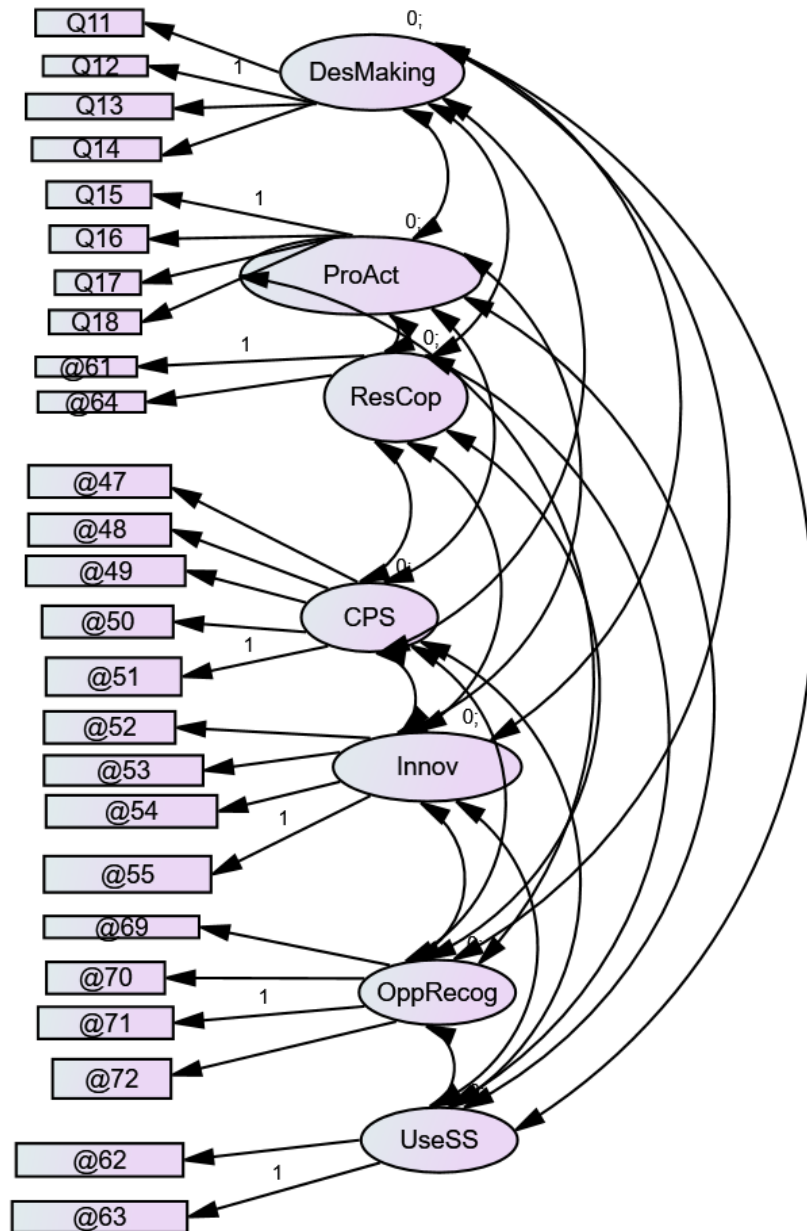 0;
Q11
Q12
1
DesMaking
Q13
Q14
Q15
1
0;
Q16
ProAct
Q17
Q18
0;
1
@61
ResCop
@64
@47
@48
0;
@49
CPS
@50
1
@51
0;
@52
Innov
@53
@54
1
@55
@69
0;
@70
OppRecog
1
@71
@72
0;
UseSS
@62
1
@63